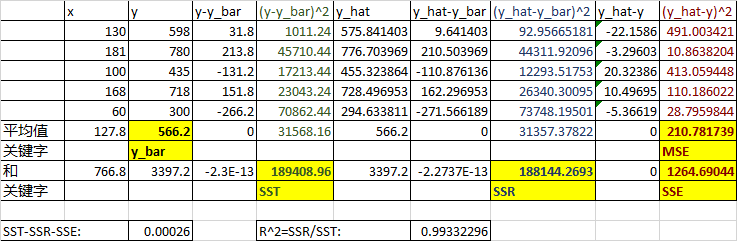 x y y-y_bar (y-y_bar)^2 y_hat y_hat-y_bar (y_hat-y_bar)^2 y_hat-y (y_hat-y)^2
130 598 31.8 1011.24 575.841403 9.641403 92.95665181 -22.1586 491.003421
181 780 213.8 45710.44 776.703969 210.503969 44311.92096 -3.29603 10.8638204
100 435 -131.2 17213.44 455.323864 -110.876136 12293.51753 20.32386 413.059448
168 718 151.8 23043.24 728.496953 162.296953 26340.30095 10.49695 110.186022
60 300 -266.2 70862.44 294.633811 -271.566189 73748.19501 -5.36619 28.7959844
平均值 127.8 566.2 0 31568.16 566.2 0 31357.37822 0 210.781739
关键字 y_bar MSE
和 766.8 3397.2 -2.3E-13 189408.96 3397.2 -2.2737E-13 188144.2693 0 1264.69044
关键字 SST SSR SSE
SST-SSR-SSE: 0.00026 R^2=SSR/SST: 0.99332296